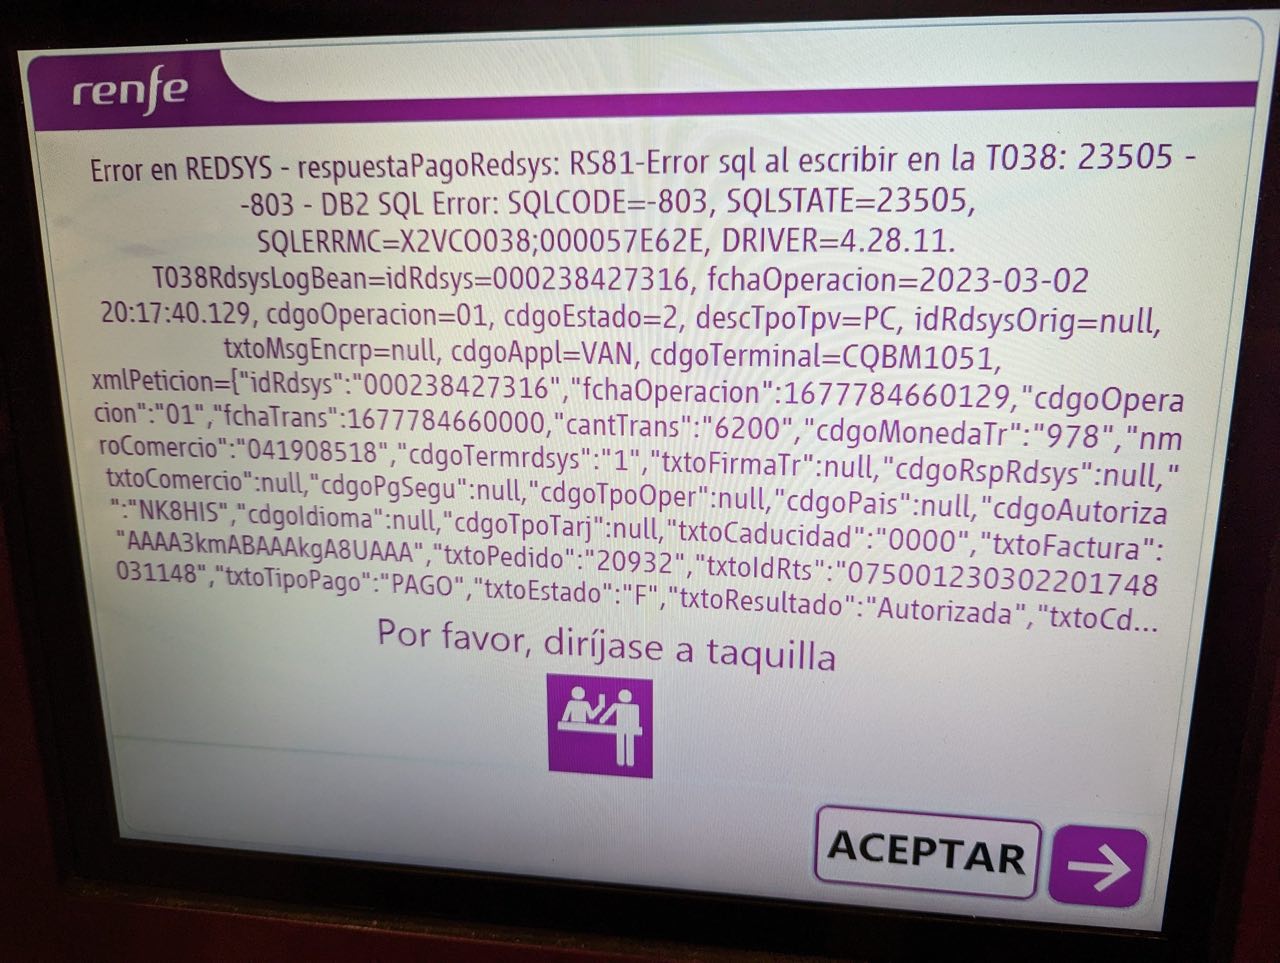 renfe
Error en REDSYS - respuestaPagoRedsys: RS81-Error sql al escribir en la T038: 23505 -
-803 - DB2 SQL Error: SQLCODE=-803, SQLSTATE=23505,
SQLERRMC=X2VCO038;000057E62E, DRIVER=4.28.11.
T038RdsysLogBean=idRdsys=000238427316, fchaOperacion=2023-03-02
20:17:40.129, cdgoOperacion=01, cdgoEstado=2, descTpoTpv=PC, idRdsysOrig=null,
txtoMsgEncrp=null, cdgoAppl=VAN, cdgoTerminal=CQBM1051,
xmlPeticion={"idRdsys":"000238427316","fchaOperacion":1677784660129,"cdgoOpera
cion":"01","fchaTrans":1677784660000,"cantTrans":"6200","cdgoMonedaTr":"978","nm
roComercio":"041908518","cdgoTermrdsys":"1","txtoFirmaTr":null,"cdgoRspRdsys":null,"
txtoComercio":null,"cdgoPgSegu":null,"cdgoTpoOper":null,"cdgoPais":null,"cdgoAutoriza
":"NK8HIS","cdgoIdioma":null,"cdgoTpoTarj":null,"txtoCaducidad":"0000","txtoFactura":
"AAAA3kmABAAAkgA8UAAA","txtoPedido":"20932","txtoIdRts":"0750012303022​01748
031148","txtoTipoPago":"PAGO","txtoEstado":"F","txtoResultado":"Autorizada","txtoCd...
Por favor, diríjase a taquilla
ACEPTAR